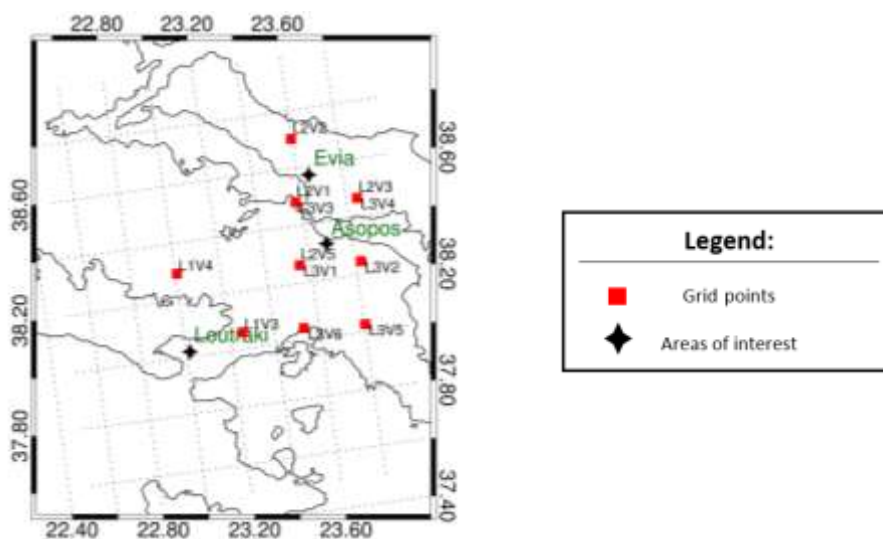 22.80 23.20 23.60
L2V2
Evia
L2V1
L3V3
L2V3
L3V4
Asopos
L2V5
L3V1
L3V2
L1V4
L1V3
Loutraki
L3V6
L3V5
38.60
38.20
37.80
38.60
38.20
37.80
37.40
22.40 22.80 23.20 23.60
Legend:
Grid points
Areas of interest